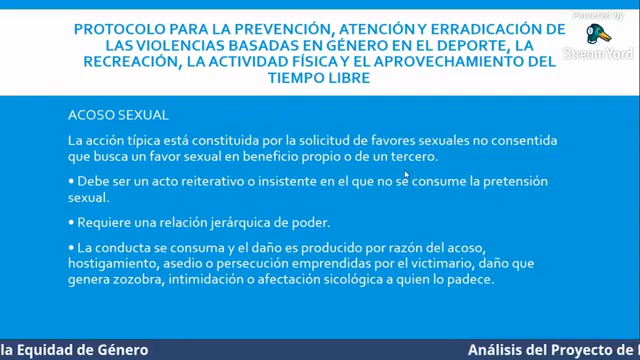 Powered by
StreamYard
PROTOCOLO PARA LA PREVENCIÓN, ATENCIÓN Y ERRADICACIÓN DE
LAS VIOLENCIAS BASADAS EN GÉNERO EN EL DEPORTE, LA
RECREACIÓN, LA ACTIVIDAD FÍSICA Y EL APROVECHAMIENTO DEL
TIEMPO LIBRE
ACOSO SEXUAL
La acción típica está constituida por la solicitud de favores sexuales no consentida
que busca un favor sexual en beneficio propio o de un tercero.
• Debe ser un acto reiterativo o insistente en el que no se consume la pretensión
sexual.
• Requiere una relación jerárquica de poder.
• La conducta se consuma y el daño es producido por razón del acoso,
hostigamiento, asedio o persecución emprendidas por el victimario, daño que
genera zozobra, intimidación o afectación sicológica a quien lo padece.
la Equidad de Género
Análisis del Proyecto de